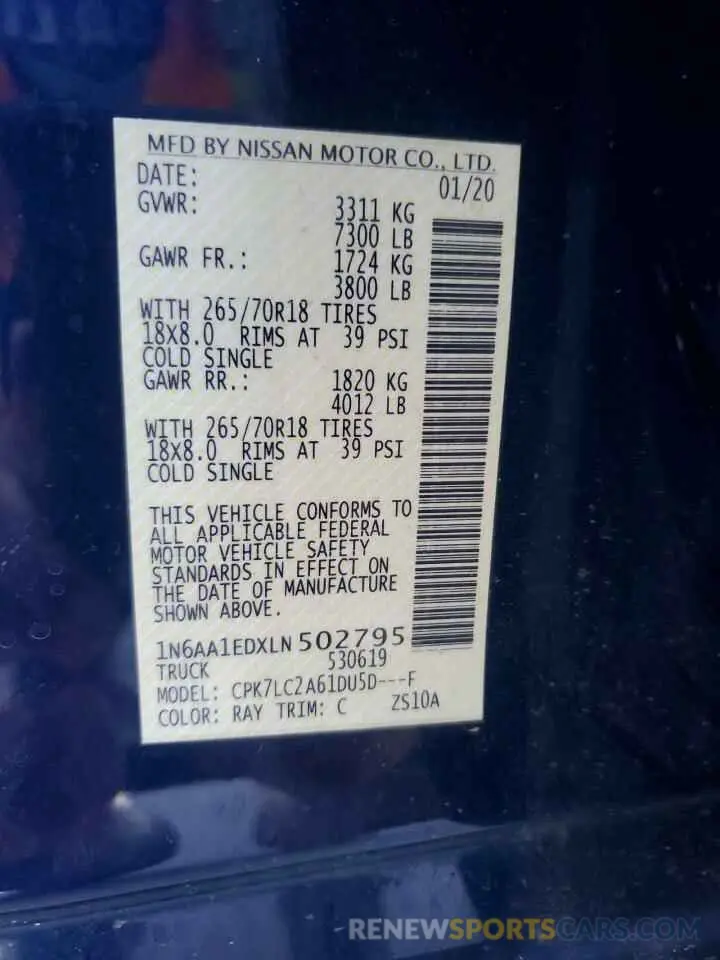 MFD BY NISSAN MOTOR CO., LTD.
DATE: 01/20
GVWR: 3311 KG
7300 LB
GAWR FR.: 1724 KG
3800 LB
WITH 265/70R18 TIRES
18X8.0 RIMS AT 39 PSI
COLD SINGLE
GAWR RR.: 1820 KG
4012 LB
WITH 265/70R18 TIRES
18X8.0 RIMS AT 39 PSI
COLD SINGLE
THIS VEHICLE CONFORMS TO
ALL APPLICABLE FEDERAL
MOTOR VEHICLE SAFETY
STANDARDS IN EFFECT ON
THE DATE OF MANUFACTURE
SHOWN ABOVE.
1N6AA1EDXLN502795
TRUCK 530619
MODEL: CPK7LC2A61DU5D---F
COLOR: RAY TRIM: C ZS10A
RENEWSPORTSCARS.COM